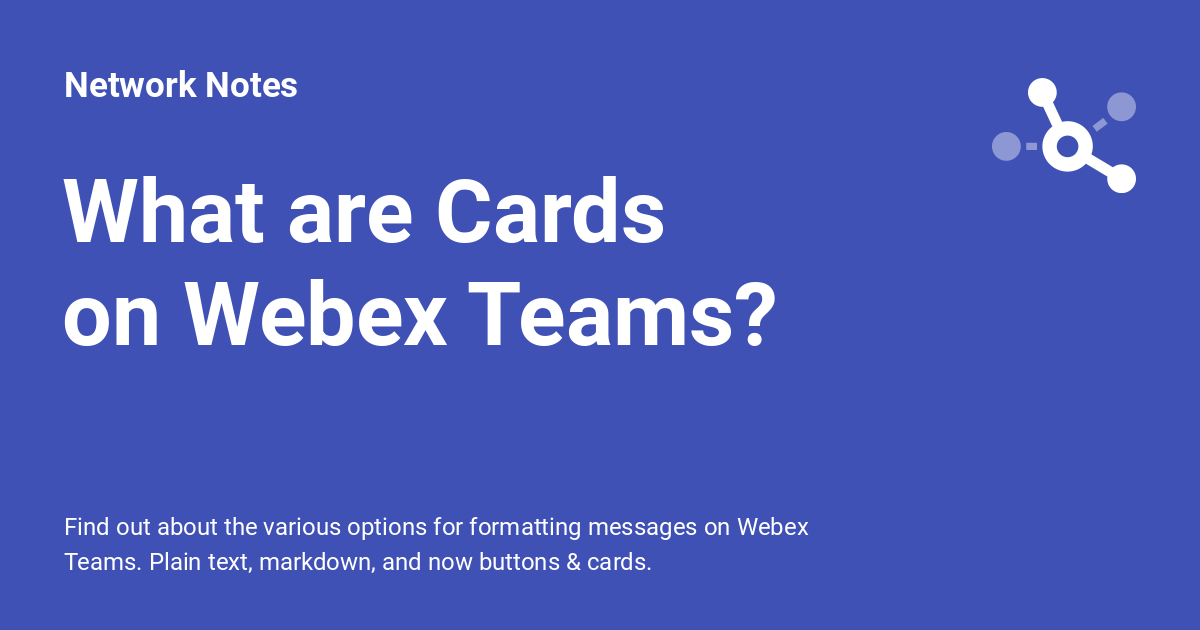 Network Notes
What are Cards
on Webex Teams?
Find out about the various options for formatting messages on Webex
Teams. Plain text, markdown, and now buttons & cards.